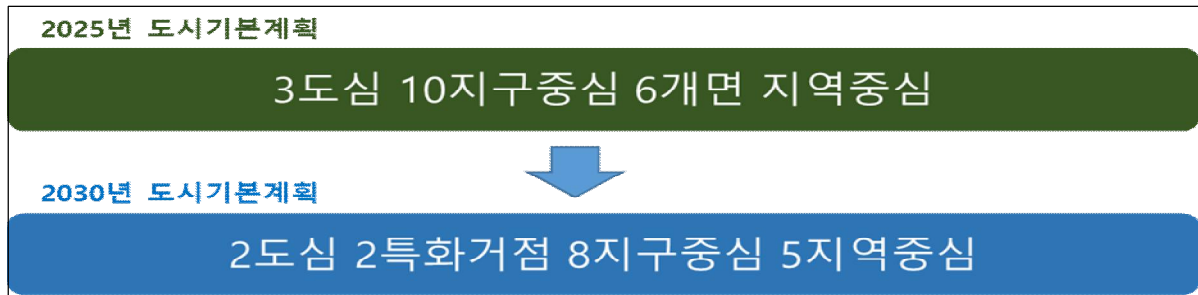 2025년 도시기본계획
3도심 10지구중심 6개면 지역중심
2030년 도시기본계획
2도심 2특화거점 8지구중심 5지역중심